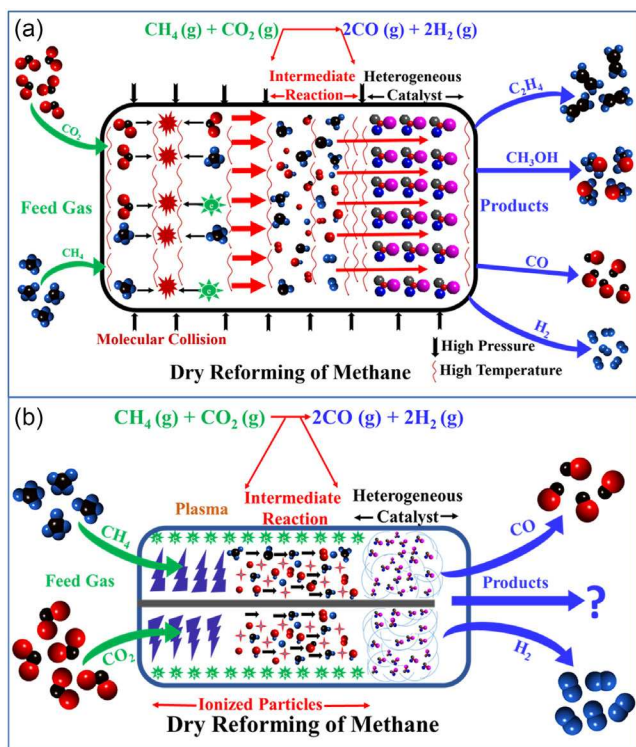 (a)
CH₄ (g) + CO₂ (g) 2CO (g) + 2H₂ (g)
Intermediate
Reaction
Heterogeneous
Catalyst
CO₂
Feed Gas
CH₄
e
e
C₂H₄
CH₃OH
Products
CO
H₂
Molecular Collision
High Pressure
High Temperature
Dry Reforming of Methane
(b)
CH₄ (g) + CO₂ (g) 2CO (g) + 2H₂ (g)
Plasma
Intermediate
Reaction
Heterogeneous
Catalyst
CH₄
Feed Gas
CO₂
CO
Products
?
H₂
Ionized Particles
Dry Reforming of Methane